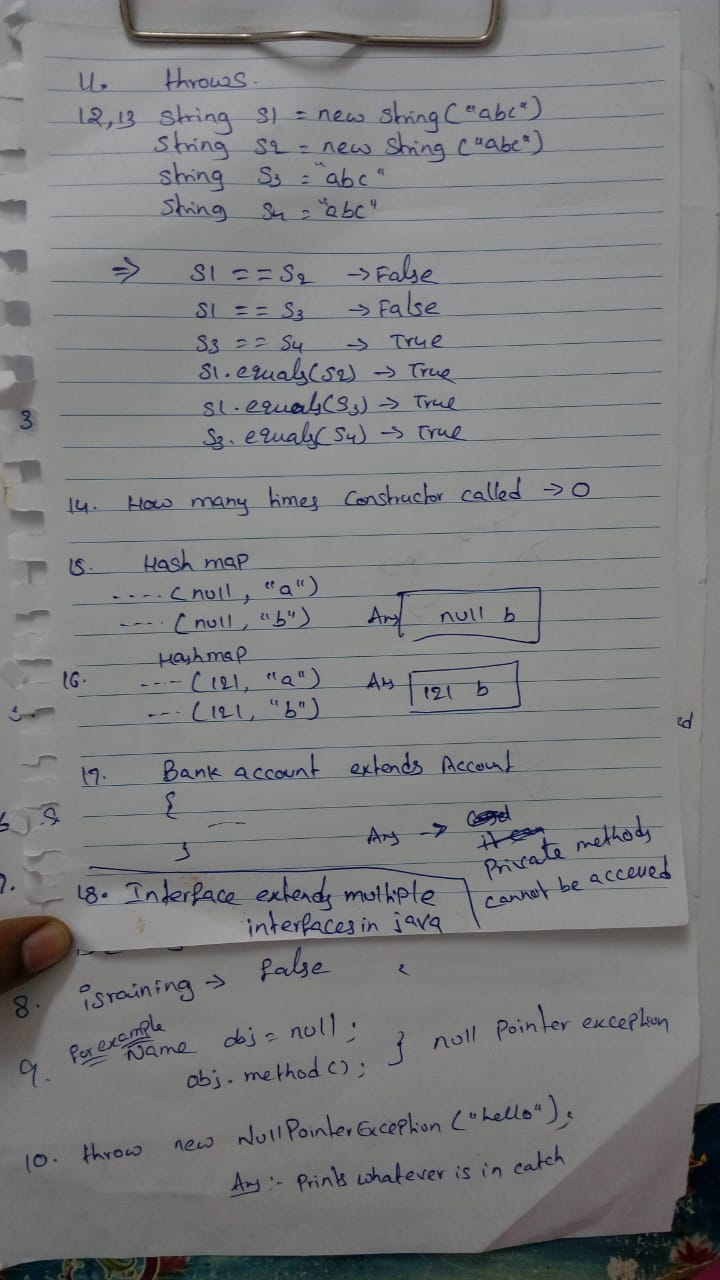 11. throws.
12,13 String S1 = new String ("abc")
String S2 = new String ("abc")
String S3 = "abc"
String S4 = "abc"
⇒ S1 == S2 → False
S1 == S3 → False
S3 == S4 → True
S1.equals(S2) → True
S1.equals(S3) → True
S3.equals(S4) → True
3
14. How many times Constructor called → 0
15. Hash map
....(null, "a")
....(null, "b") Ans null b
Hashmap
16. ....(121, "a") Ans 121 b
...(121, "b")
ed
17. Bank account extends Account
{
}
Ans → Private methods
cannot be accessed
18. Interface extends multiple
interfaces in java
8. israining → false
9. For example Name obj = null;
obj.method(); } null pointer exception
10. throw new NullPointerException ("hello");
Ans :- Prints whatever is in catch